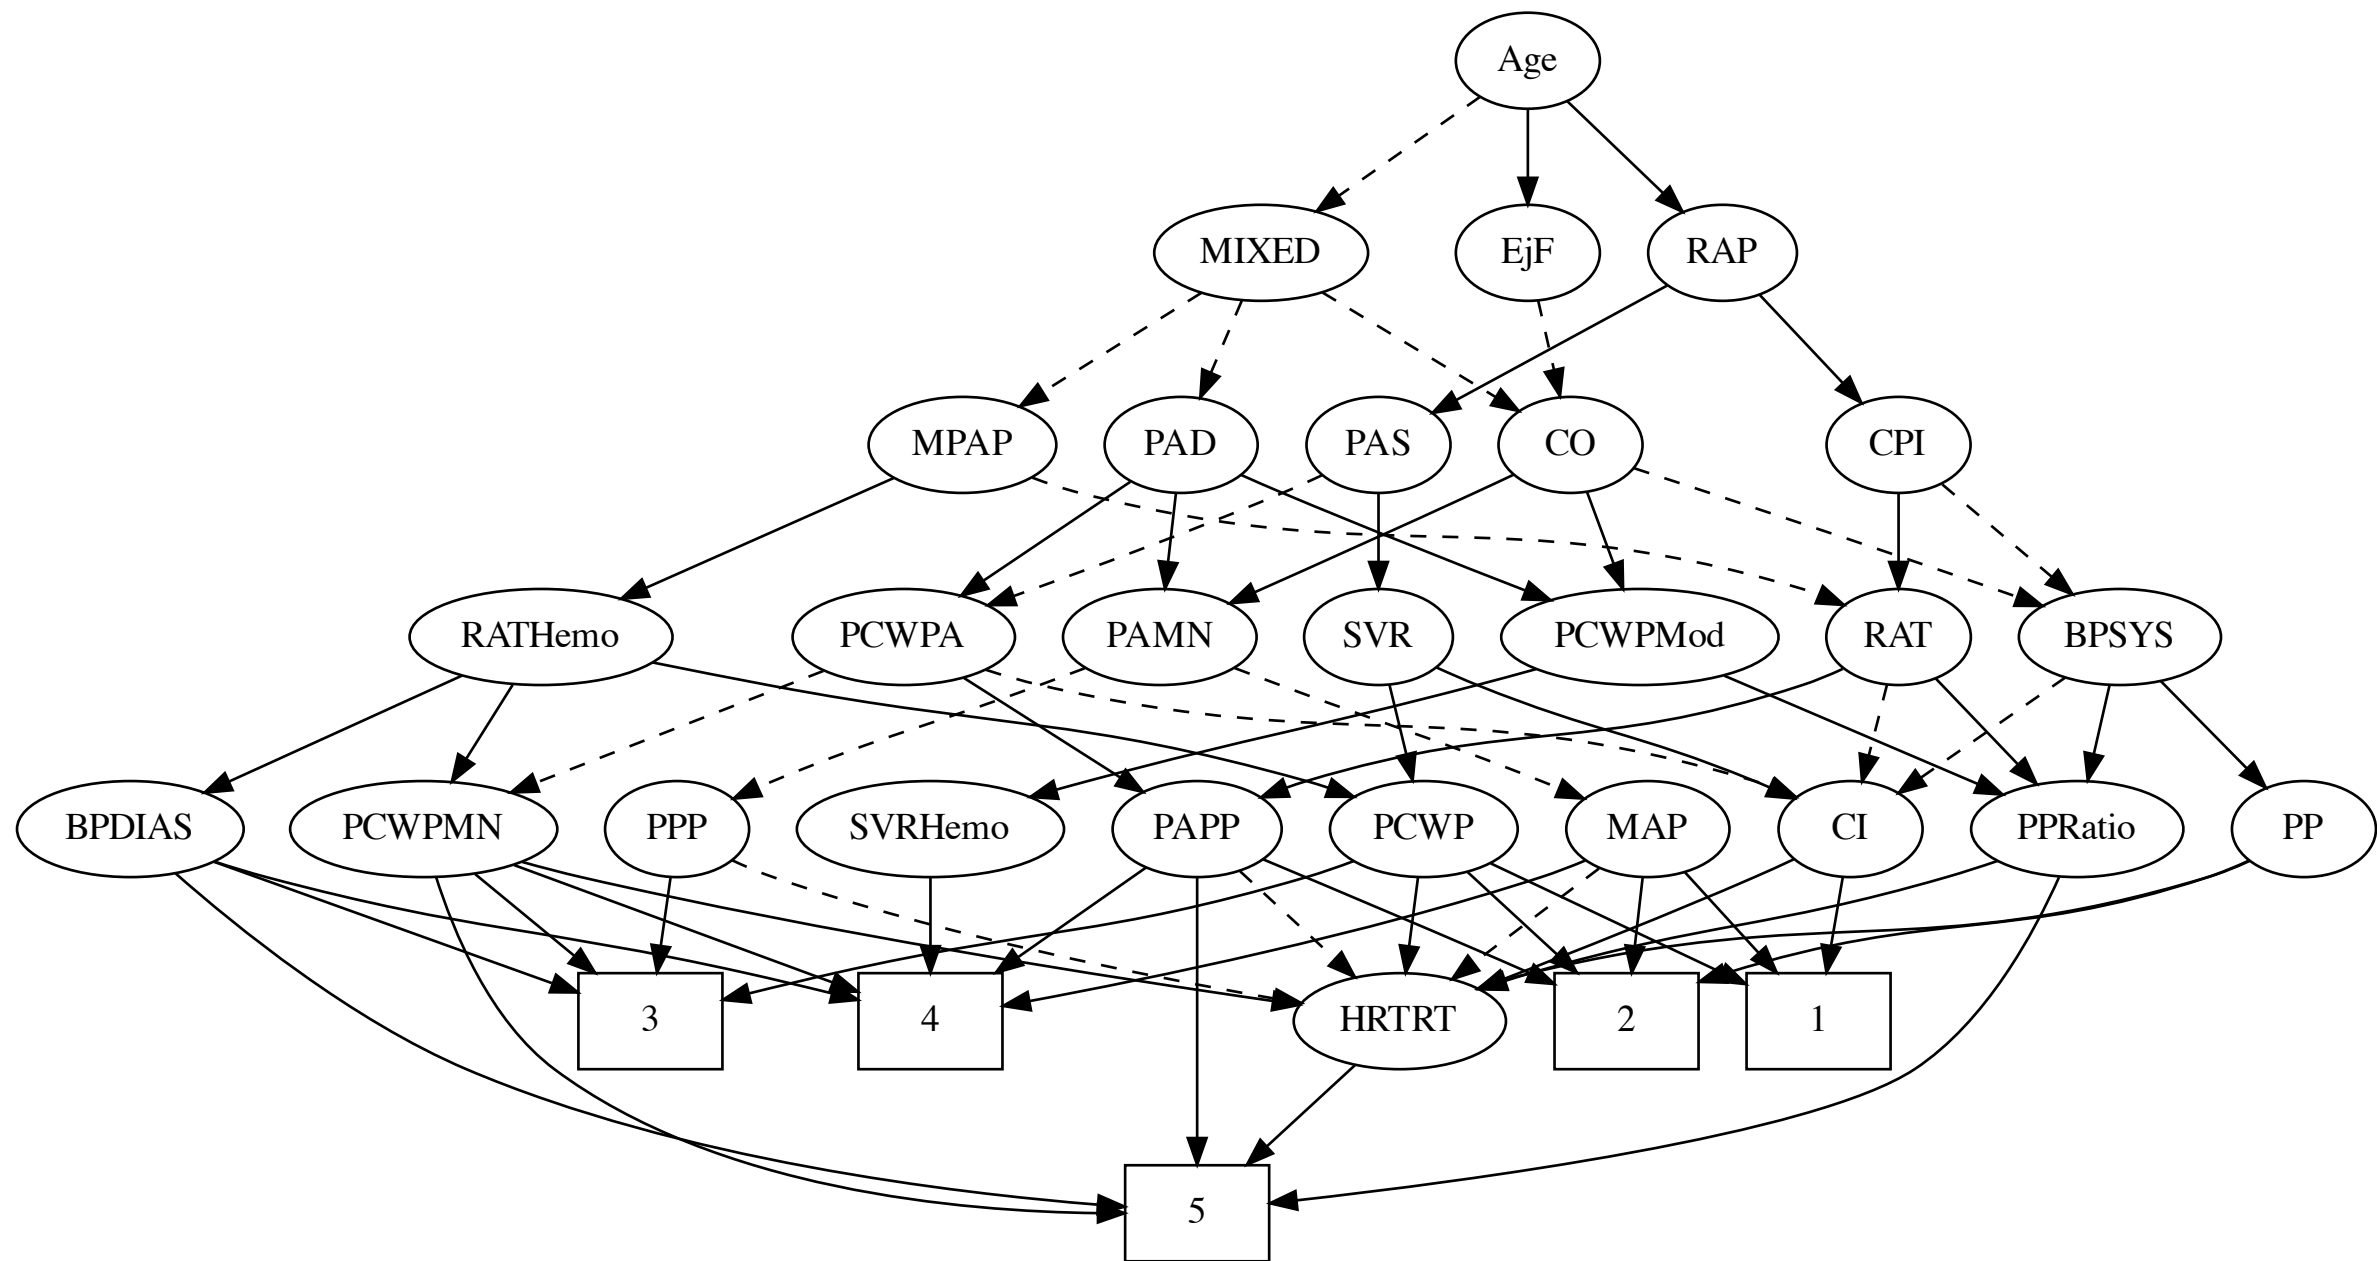 Age
MIXED
EjF
RAP
MPAP
PAD
PAS
CO
CPI
RATHemo
PCWPA
PAMN
SVR
PCWPMod
RAT
BPSYS
BPDIAS
PCWPMN
PPP
SVRHemo
PAPP
PCWP
MAP
CI
PPRatio
PP
3
4
HRTRT
2
1
5